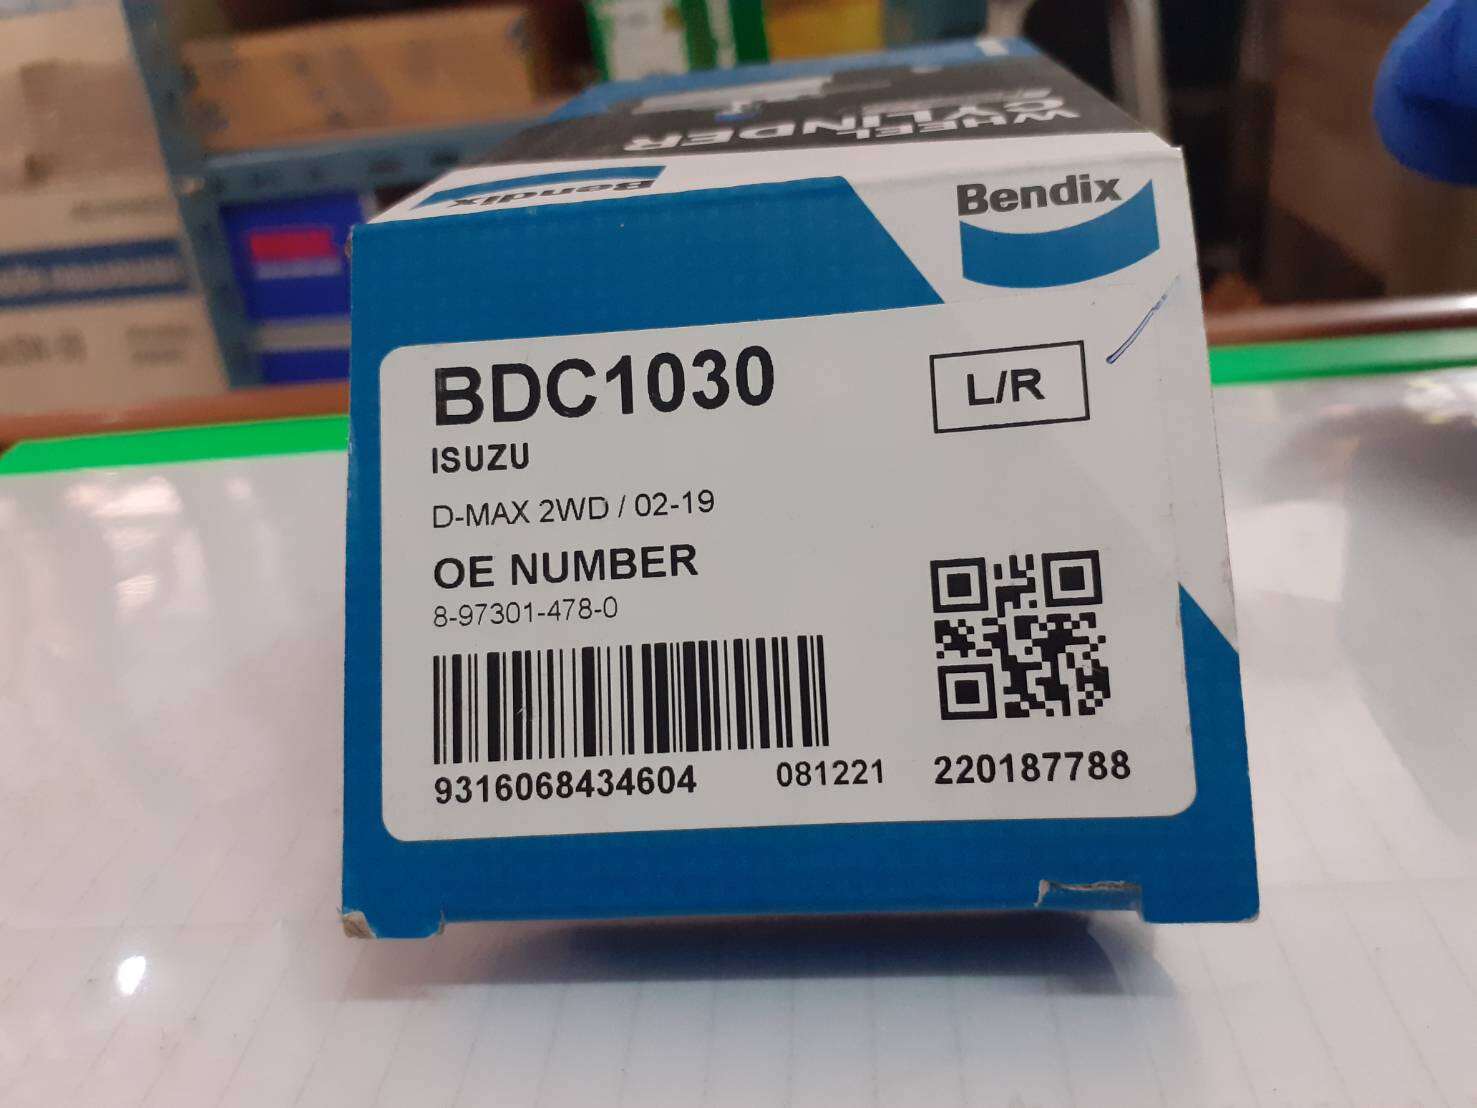 WHEEL
CYLINDER
Bendix
Bendix
BDC1030
L/R
ISUZU
D-MAX 2WD / 02-19
OE NUMBER
8-97301-478-0
9316068434604 081221 220187788